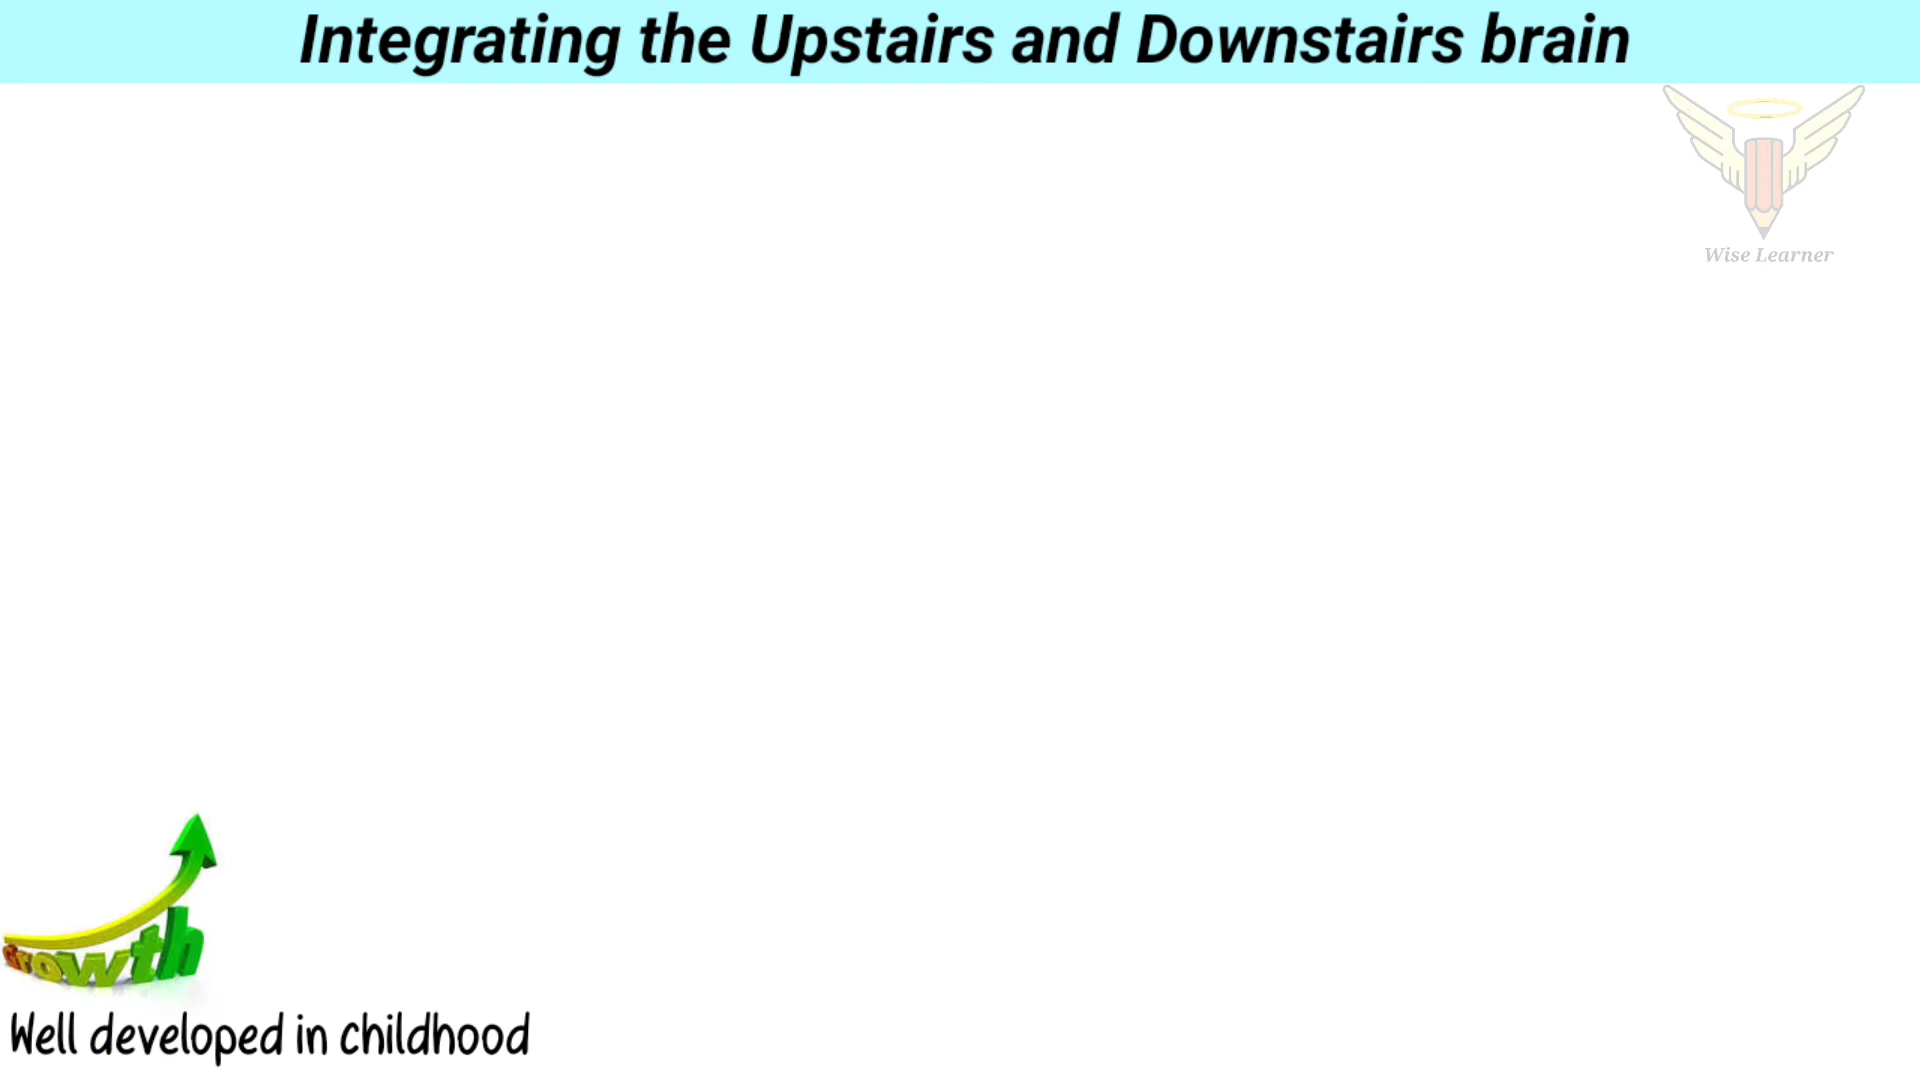 Integrating the Upstairs and Downstairs brain
Wise Learner
Growth
Well developed in childhood